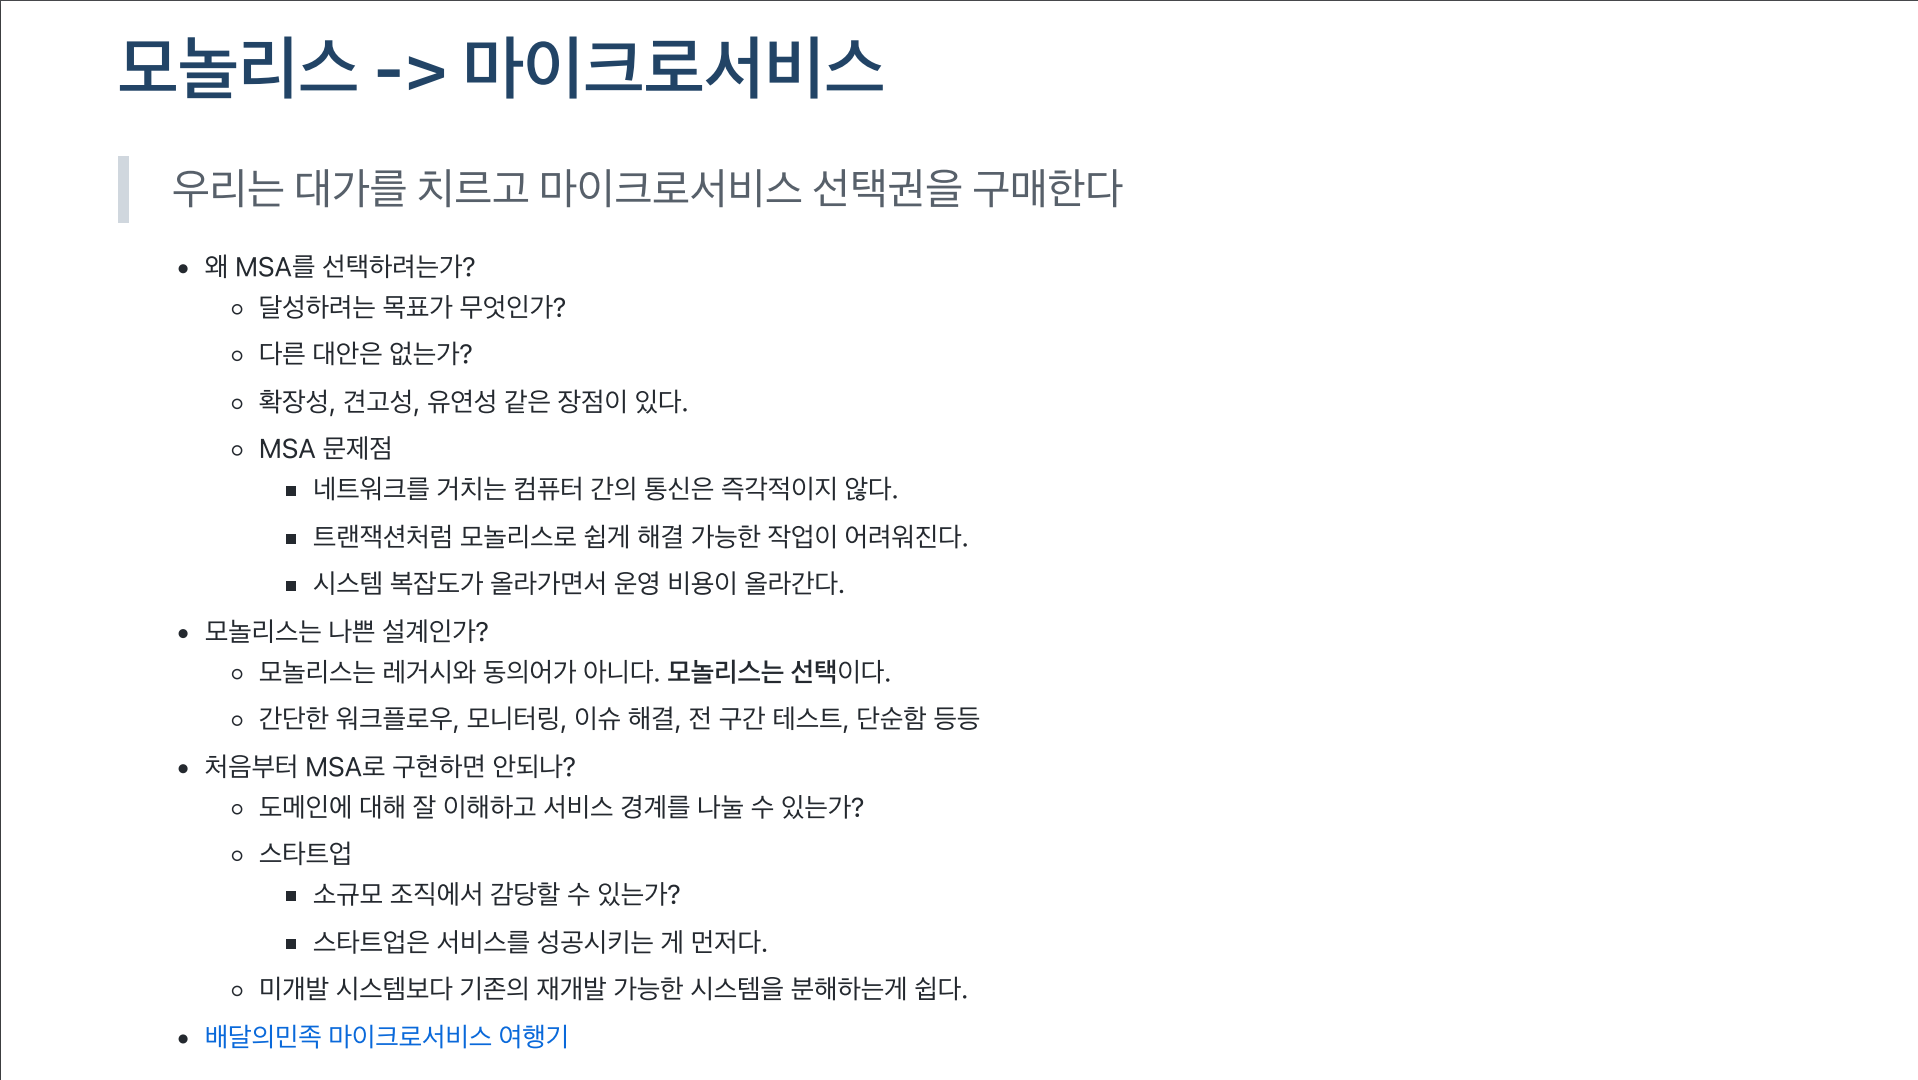 모놀리스 -> 마이크로서비스
우리는 대가를 치르고 마이크로서비스 선택권을 구매한다
왜 MSA를 선택하려는가?
달성하려는 목표가 무엇인가?
다른 대안은 없는가?
확장성, 견고성, 유연성 같은 장점이 있다.
MSA 문제점
네트워크를 거치는 컴퓨터 간의 통신은 즉각적이지 않다.
트랜잭션처럼 모놀리스로 쉽게 해결 가능한 작업이 어려워진다.
시스템 복잡도가 올라가면서 운영 비용이 올라간다.
모놀리스는 나쁜 설계인가?
모놀리스는 레거시와 동의어가 아니다. 모놀리스는 선택이다.
간단한 워크플로우, 모니터링, 이슈 해결, 전 구간 테스트, 단순함 등등
처음부터 MSA로 구현하면 안되나?
도메인에 대해 잘 이해하고 서비스 경계를 나눌 수 있는가?
스타트업
소규모 조직에서 감당할 수 있는가?
스타트업은 서비스를 성공시키는 게 먼저다.
미개발 시스템보다 기존의 재개발 가능한 시스템을 분해하는게 쉽다.
배달의민족 마이크로서비스 여행기